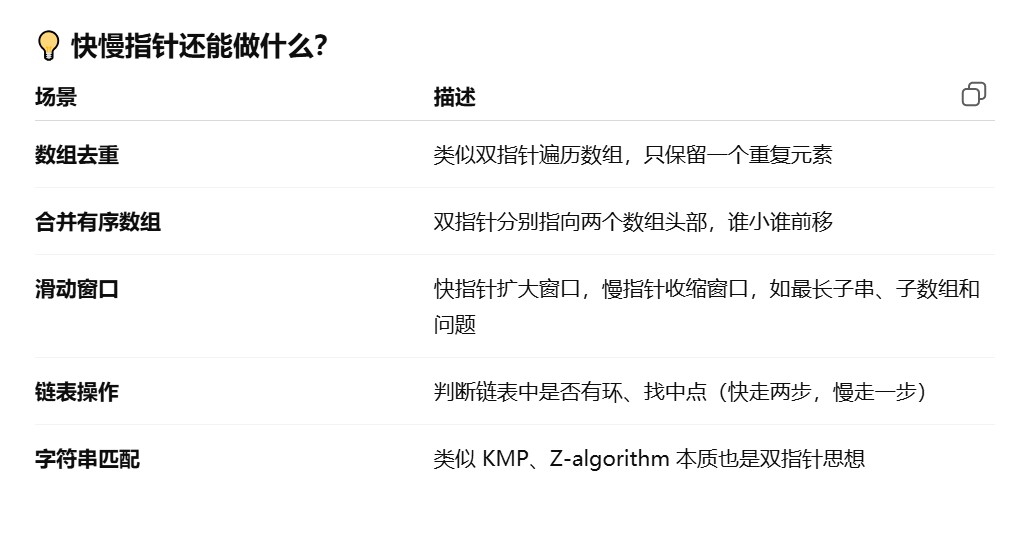 💡 快慢指针还能做什么？
场景 描述
数组去重 类似双指针遍历数组，只保留一个重复元素
合并有序数组 双指针分别指向两个数组头部，谁小谁前移
滑动窗口 快指针扩大窗口，慢指针收缩窗口，如最长子串、子数组和
问题
链表操作 判断链表中是否有环、找中点（快走两步，慢走一步）
字符串匹配 类似 KMP、Z-algorithm 本质也是双指针思想